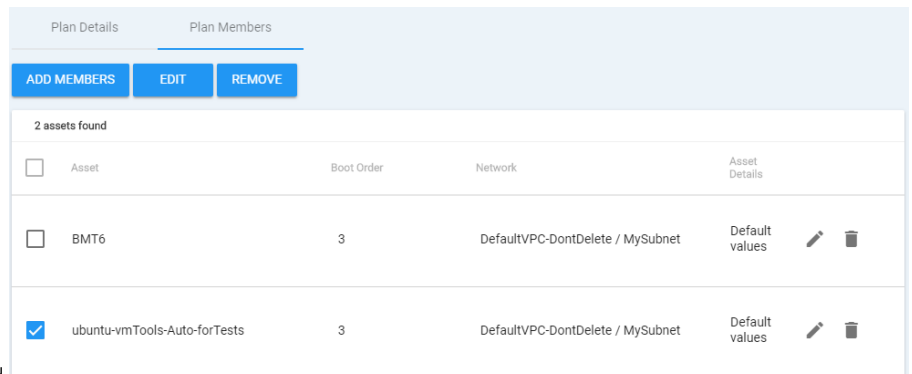 Plan Details Plan Members
ADD MEMBERS EDIT REMOVE
2 assets found
Asset Boot Order Network Asset Details
BMT6 3 DefaultVPC-DontDelete / MySubnet Default values
ubuntu-vmTools-Auto-forTests 3 DefaultVPC-DontDelete / MySubnet Default values